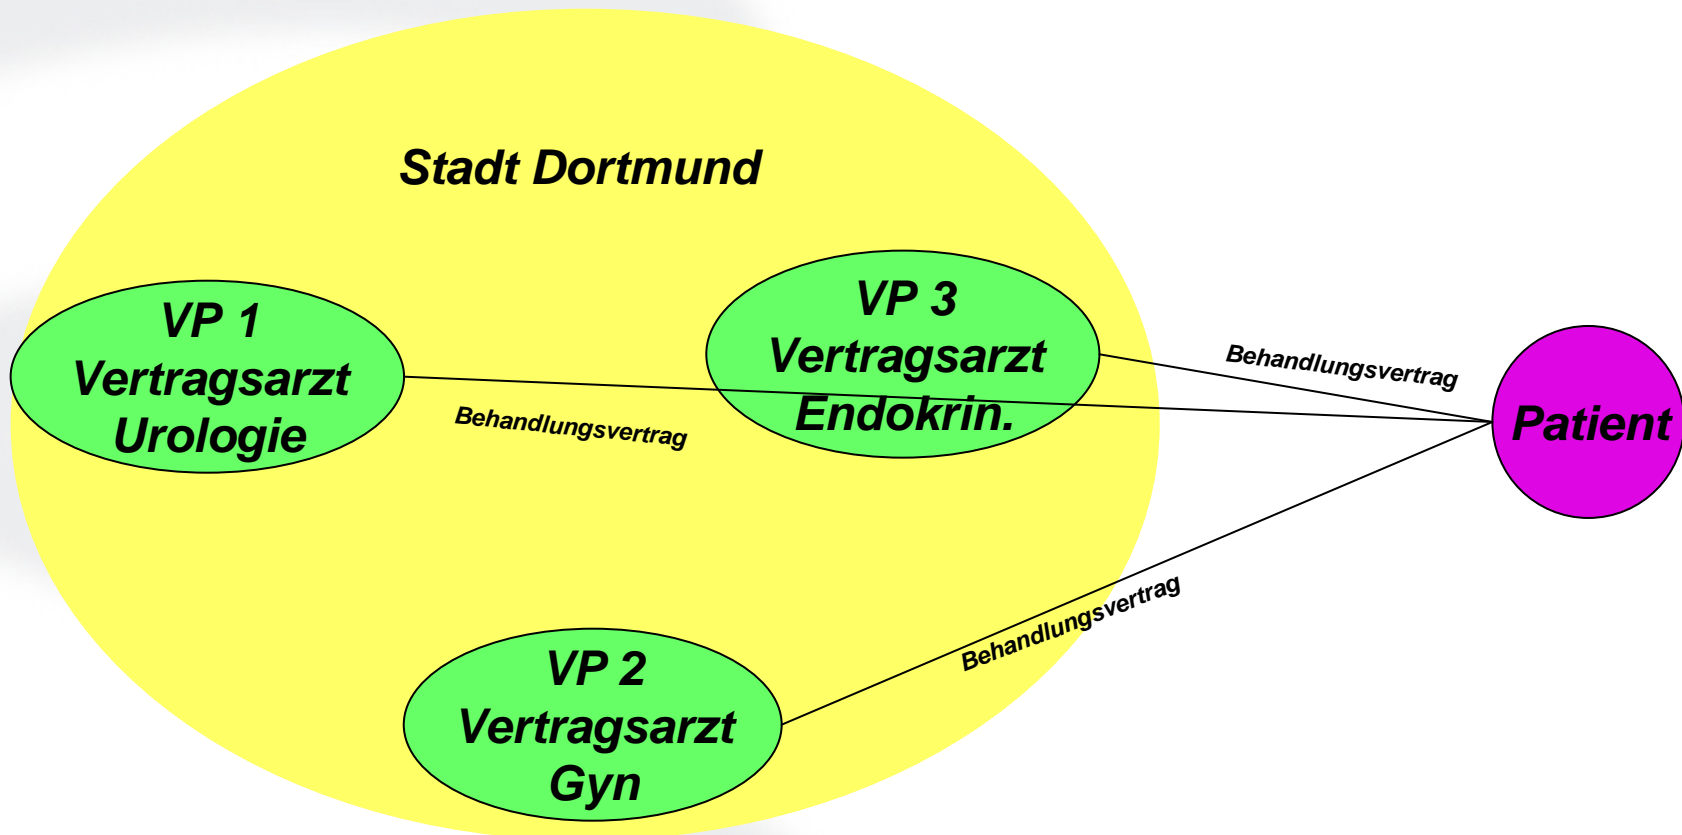 Stadt Dortmund
VP 1
Vertragsarzt
Urologie
VP 3
Vertragsarzt
Endokrin.
Behandlungsvertrag
Behandlungsvertrag
Patient
VP 2
Vertragsarzt
Gyn
Behandlungsvertrag